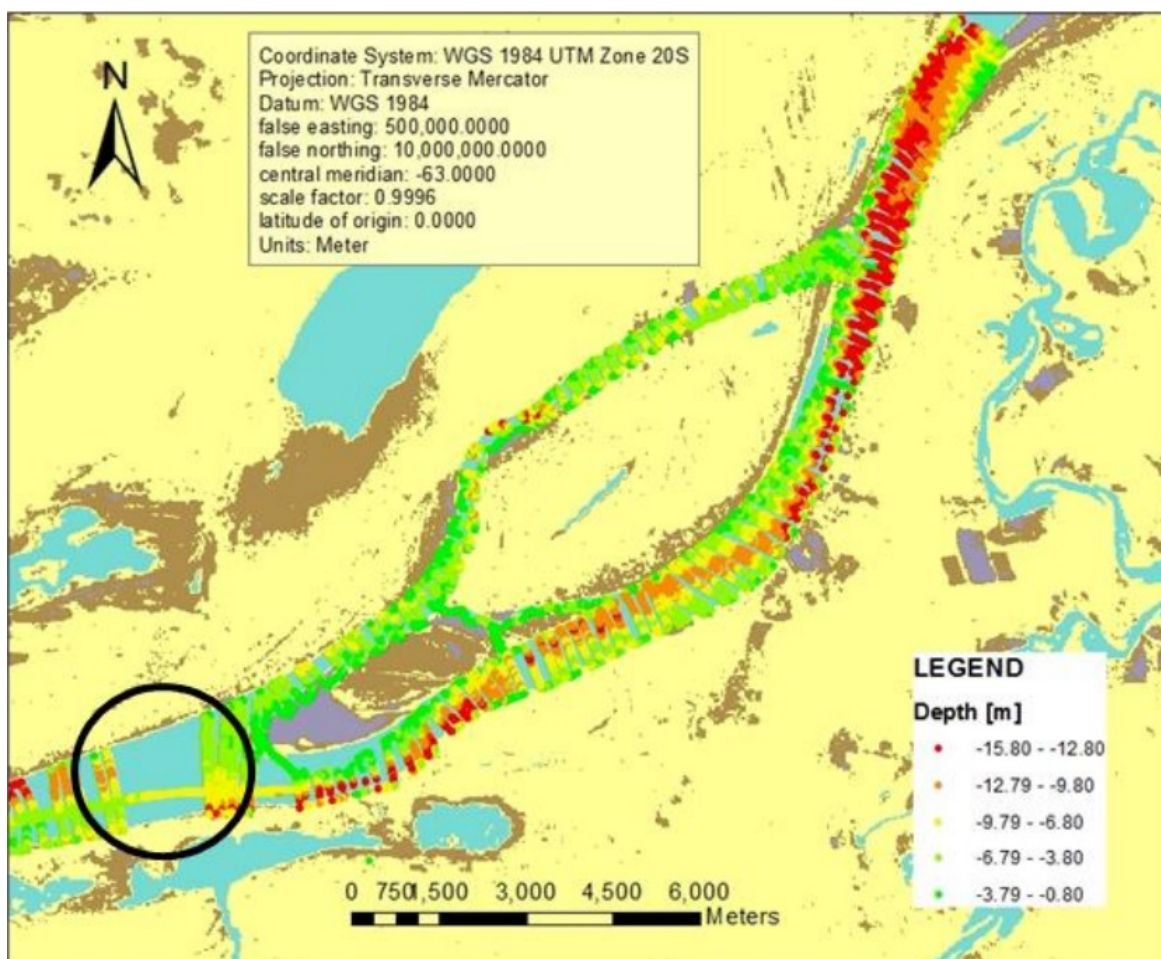 Coordinate System: WGS 1984 UTM Zone 20S
Projection: Transverse Mercator
Datum: WGS 1984
false easting: 500,000.0000
false northing: 10,000,000.0000
central meridian: -63.0000
scale factor: 0.9996
latitude of origin: 0.0000
Units: Meter
N
LEGEND
Depth [m]
-15.80 - -12.80
-12.79 - -9.80
-9.79 - -6.80
-6.79 - -3.80
-3.79 - -0.80
0 750 1,500 3,000 4,500 6,000
Meters